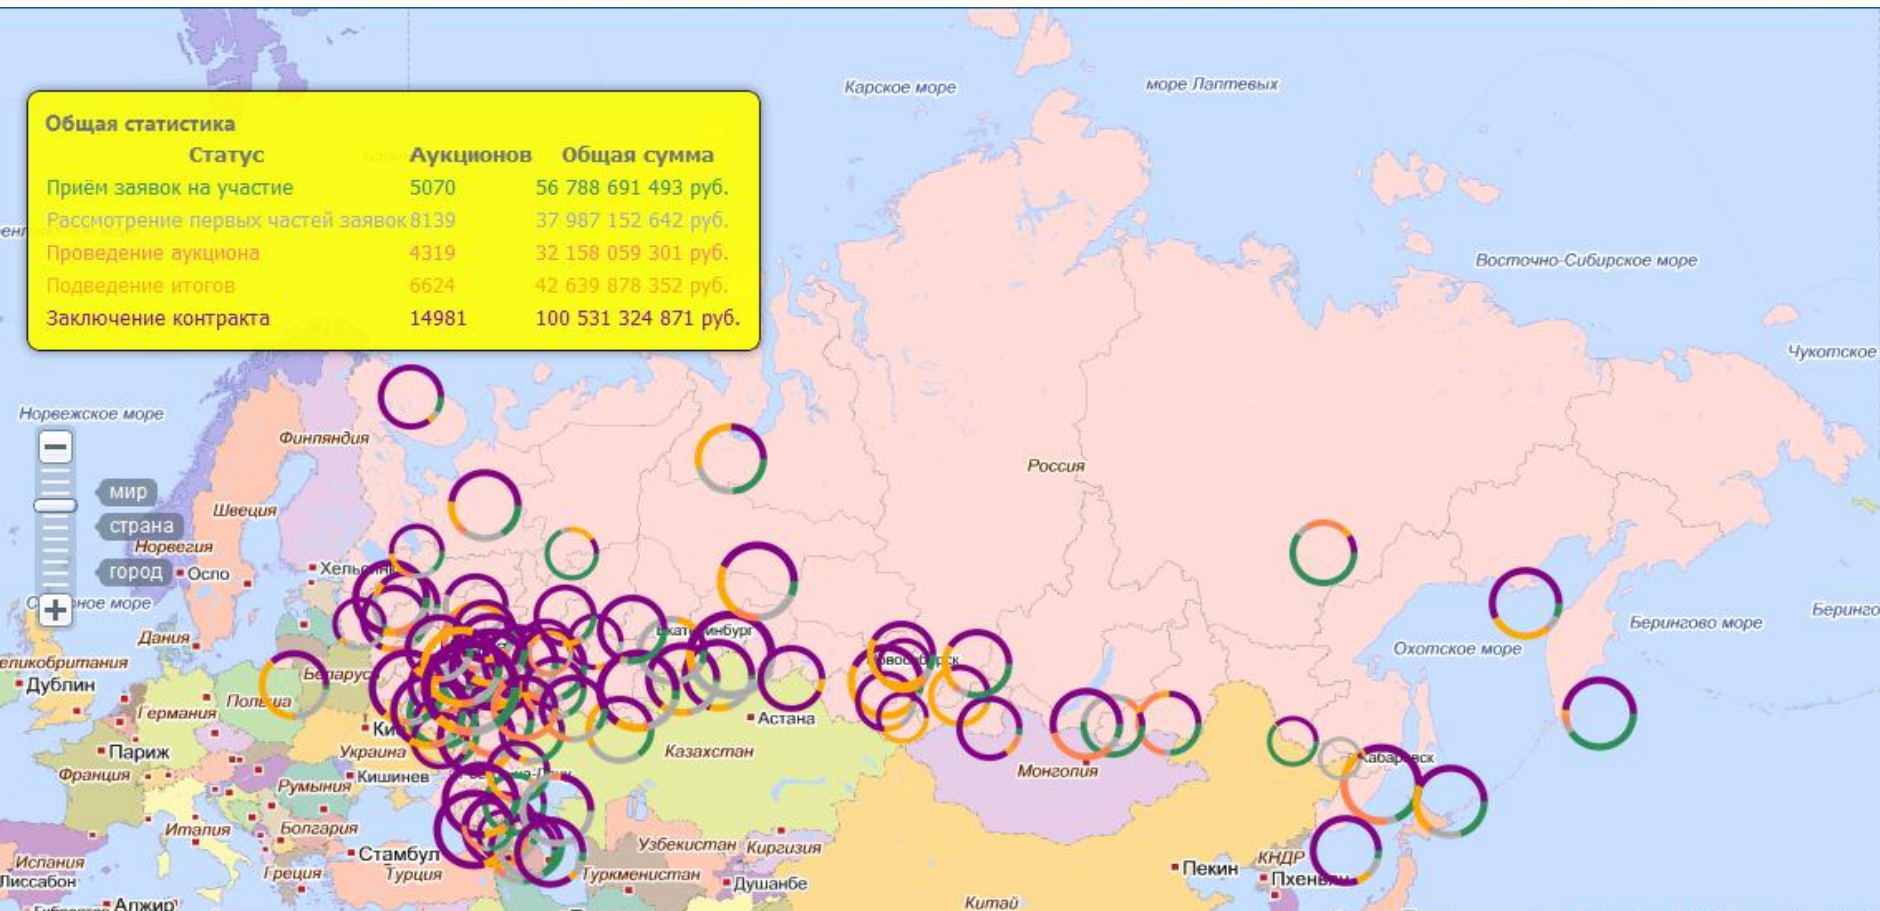 Карское море
море Лаптевых
Общая статистика
Статус Аукционов Общая сумма
Приём заявок на участие 5070 56 788 691 493 руб.
Рассмотрение первых частей заявок 8139 37 987 152 642 руб.
Проведение аукциона 4319 32 158 059 301 руб.
Подведение итогов 6624 42 639 878 352 руб.
Заключение контракта 14981 100 531 324 871 руб.
Восточно-Сибирское море
Чукотское
Норвежское море
Финляндия
Россия
мир
Швеция
страна
Норвегия
город
Осло
море
Берингово море
Дания
Охотское море
Беларусь
Дублин
Польша
Германия
Астана
Париж
Украина
Казахстан
Франция
Кишинев
Монголия
Румыния
Италия
Болгария
Узбекистан
Киргизия
Стамбул
КНДР
Испания
Греция
Турция
Туркменистан
Душанбе
Пекин
Лиссабон
Китай
Алжир